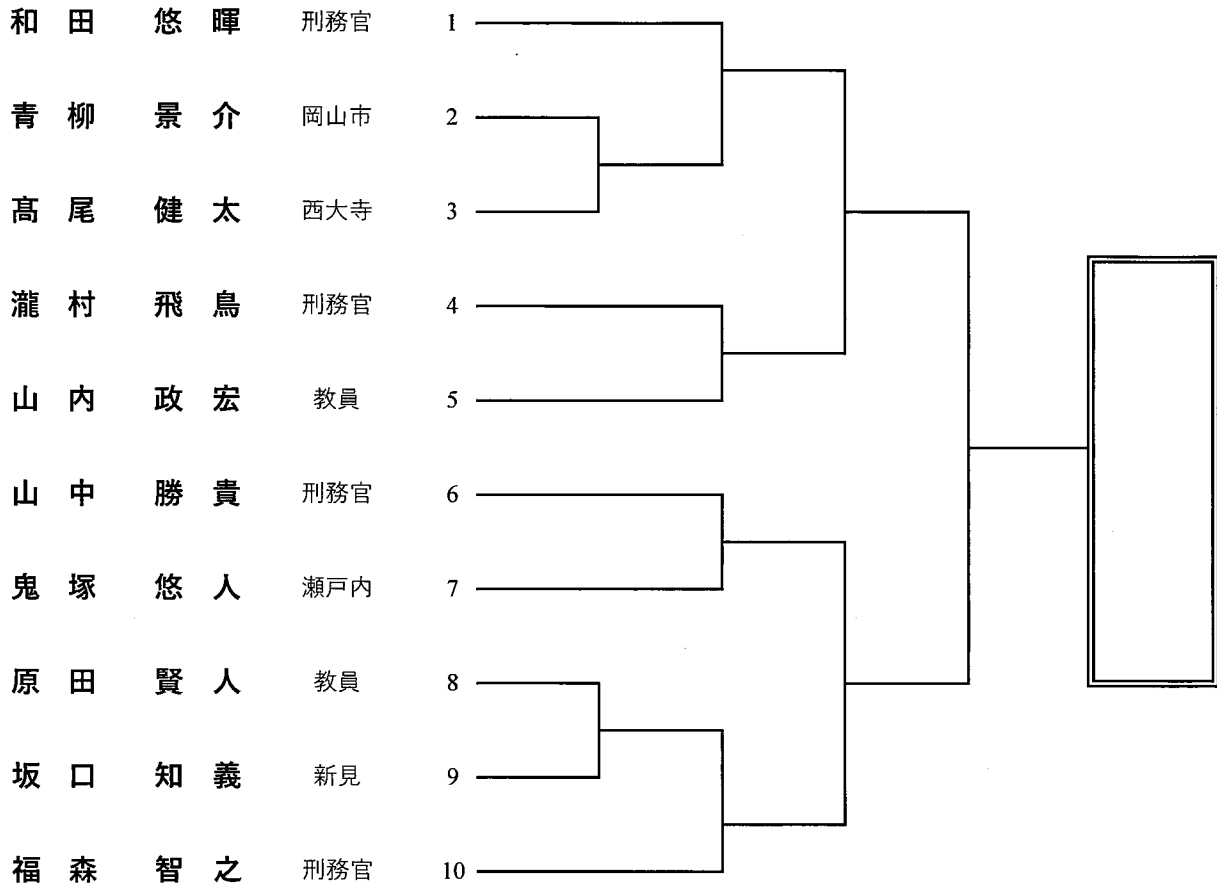 和田 悠暉 刑務官 1
青柳 景介 岡山市 2
髙尾 健太 西大寺 3
瀧村 飛鳥 刑務官 4
山内 政宏 教員 5
山中 勝貴 刑務官 6
鬼塚 悠人 瀬戸内 7
原田 賢人 教員 8
坂口 知義 新見 9
福森 智之 刑務官 10